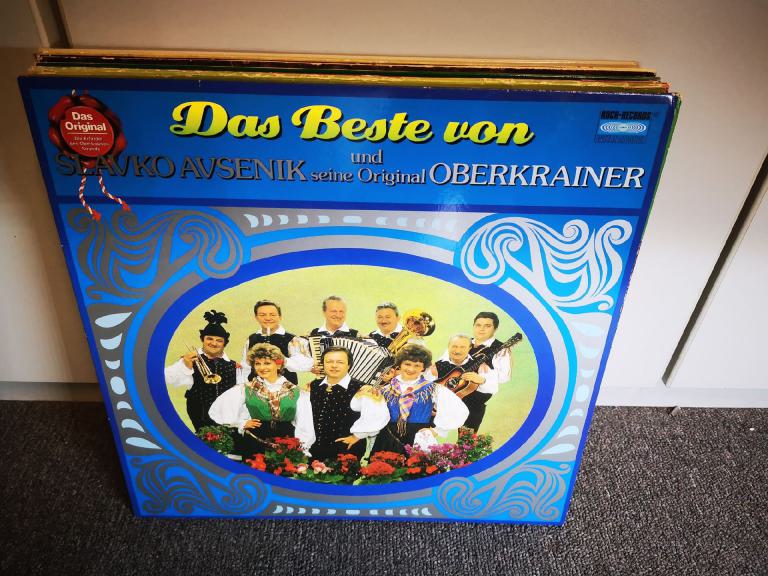 Das Beste von
Das
Original
SLAVKO AVSENIK und seine Original OBERKRAINER
KOCH-RECORDS